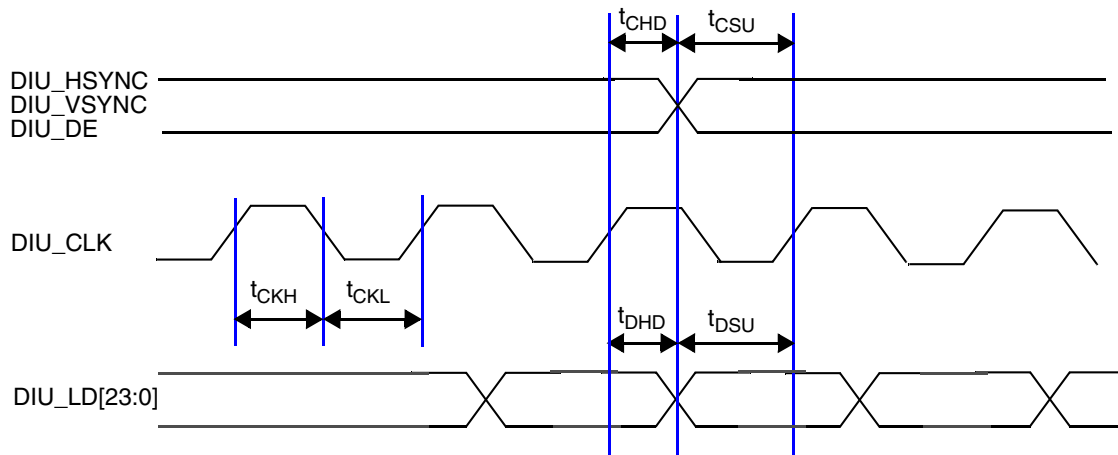 tCHD tCSU
DIU_HSYNC
DIU_VSYNC
DIU_DE
DIU_CLK
tCKH tCKL
tDHD tDSU
DIU_LD[23:0]